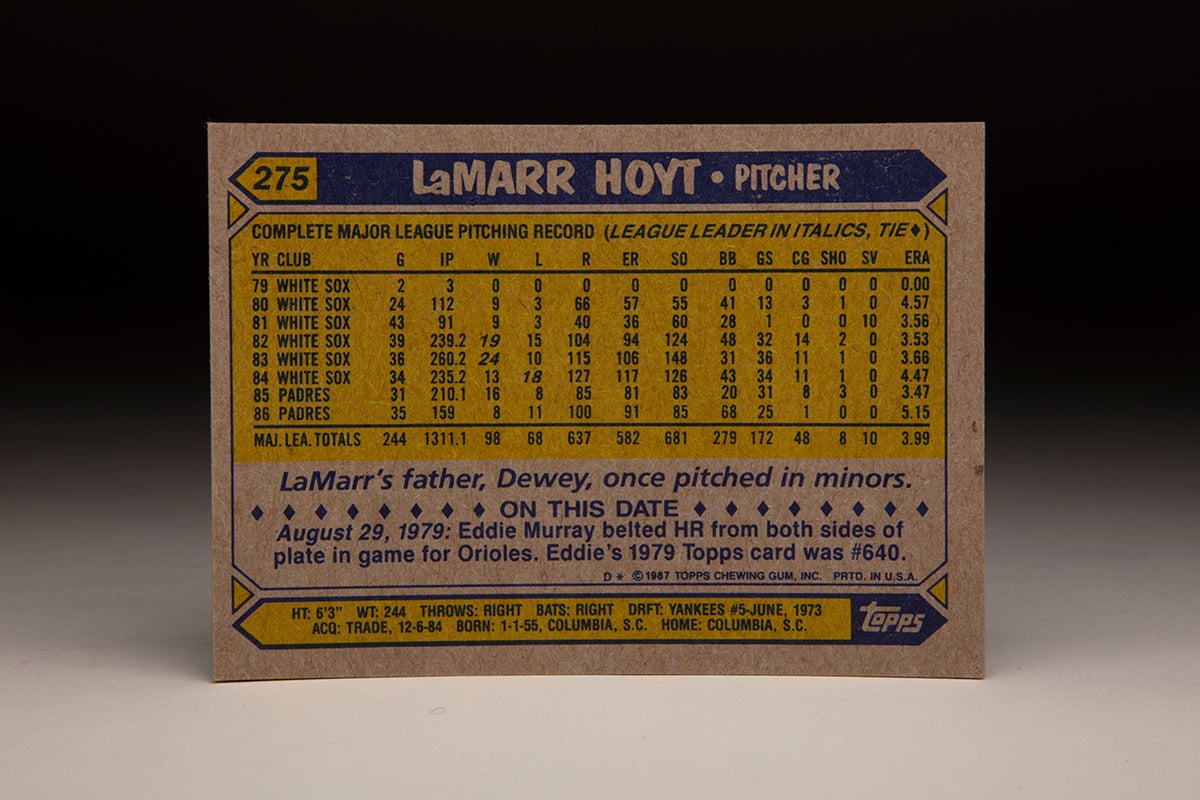 275 LaMARR HOYT • PITCHER
COMPLETE MAJOR LEAGUE PITCHING RECORD (LEAGUE LEADER IN ITALICS, TIE♦)
YR CLUB G IP W L R ER SO BB GS CG SHO SV ERA
79 WHITE SOX 2 3 0 0 0 0 0 0 0 0 0 0 0.00
80 WHITE SOX 24 112 9 3 66 57 55 41 13 3 1 0 4.57
81 WHITE SOX 43 91 9 3 40 36 60 28 1 0 0 10 3.56
82 WHITE SOX 39 239.2 19 15 104 94 124 48 32 14 2 0 3.53
83 WHITE SOX 36 260.2 24 10 115 106 148 31 36 11 1 0 3.66
84 WHITE SOX 34 235.2 13 18 127 117 126 43 34 11 1 0 4.47
85 PADRES 31 210.1 16 8 85 81 83 20 31 8 3 0 3.47
86 PADRES 35 159 8 11 100 91 85 68 25 1 0 0 5.15
MAJ. LEA. TOTALS 244 1311.1 98 68 637 582 681 279 172 48 8 10 3.99
LaMarr's father, Dewey, once pitched in minors.
♦ ♦ ♦ ♦ ♦ ♦ ♦ ♦ ON THIS DATE ♦ ♦ ♦ ♦ ♦ ♦ ♦ ♦
August 29, 1979: Eddie Murray belted HR from both sides of
plate in game for Orioles. Eddie's 1979 Topps card was #640.
D * ©1987 TOPPS CHEWING GUM, INC. PRTD. IN U.S.A.
HT: 6'3" WT: 244 THROWS: RIGHT BATS: RIGHT DRFT: YANKEES #5-JUNE, 1973
ACQ: TRADE, 12-6-84 BORN: 1-1-55, COLUMBIA, S.C. HOME: COLUMBIA, S.C.
topps